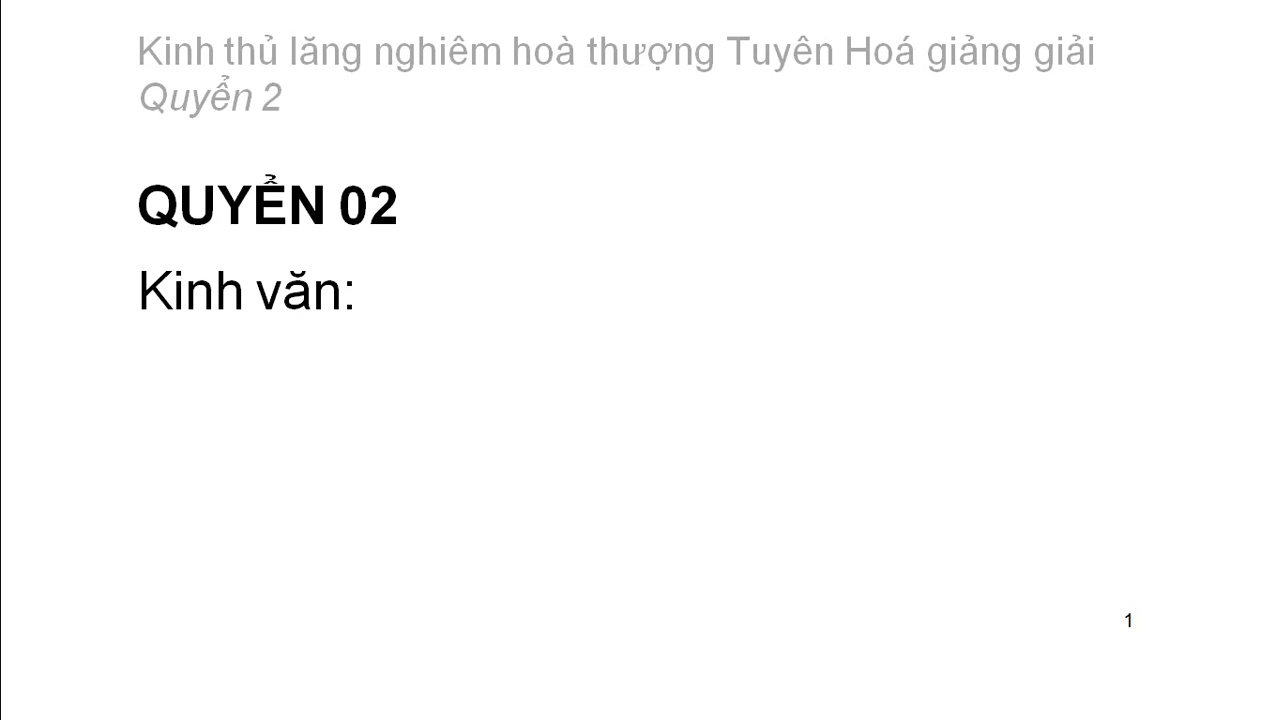 Kinh thủ lăng nghiêm hoà thượng Tuyên Hoá giảng giải
Quyển 2
QUYỂN 02
Kinh văn:
1